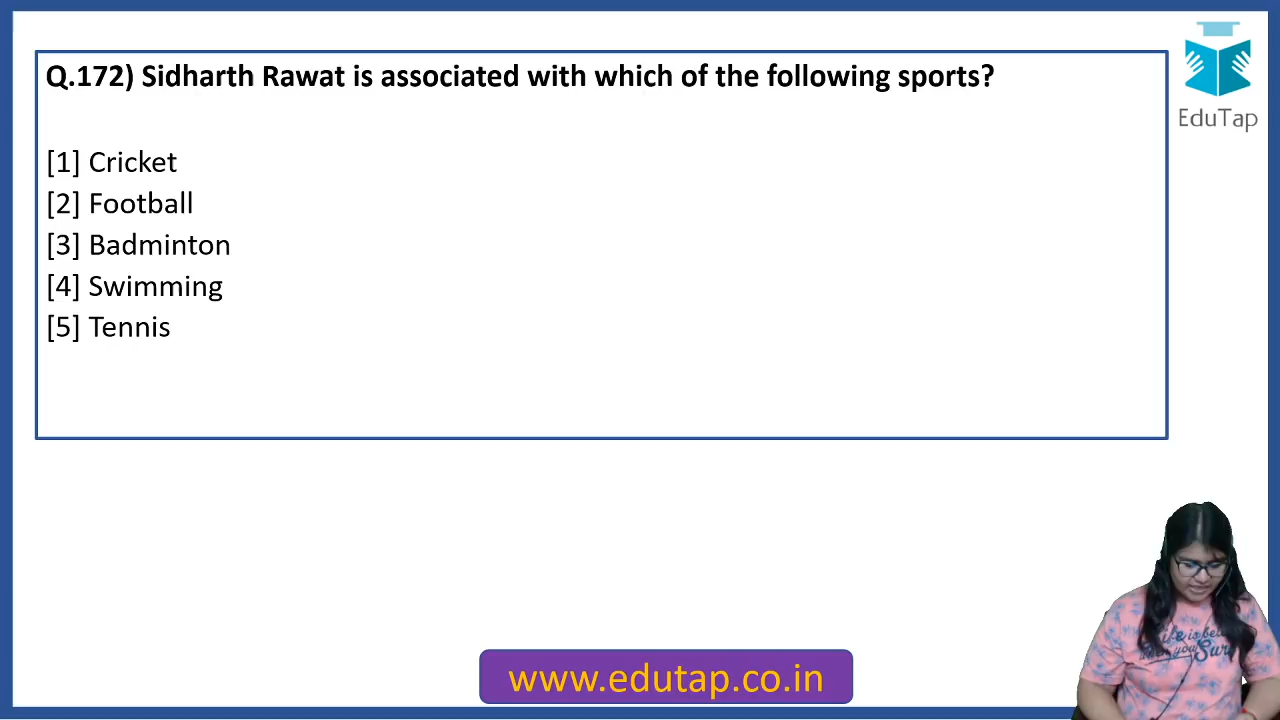 Q.172) Sidharth Rawat is associated with which of the following sports?
[1] Cricket
[2] Football
[3] Badminton
[4] Swimming
[5] Tennis
EduTap
www.edutap.co.in